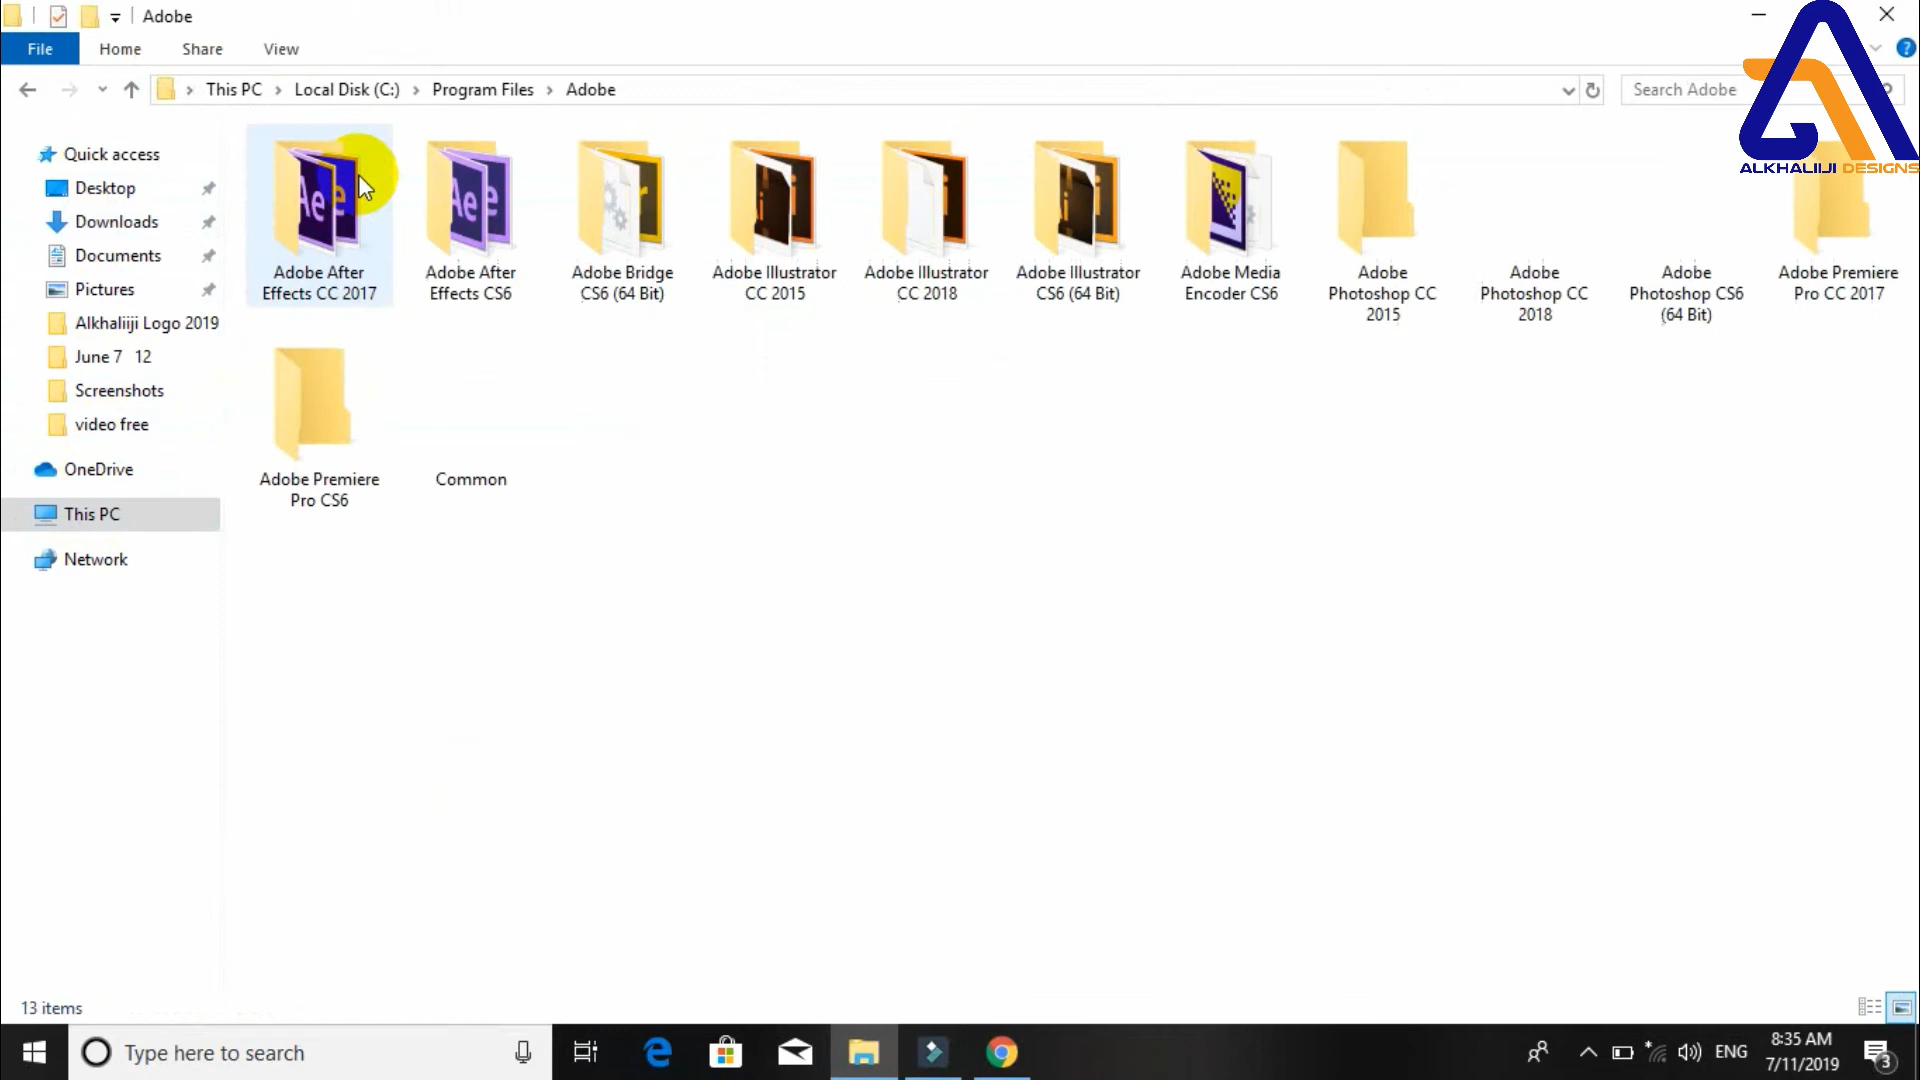 Adobe
File Home Share View
This PC Local Disk (C:) Program Files Adobe
Search Adobe
ALKHALIIJI DESIGNS
Quick access
Desktop
Downloads
Documents
Pictures
Alkhaliiji Logo 2019
June 7 12
Screenshots
video free
OneDrive
This PC
Network
Adobe After
Effects CC 2017
Adobe After
Effects CS6
Adobe Bridge
CS6 (64 Bit)
Adobe Illustrator
CC 2015
Adobe Illustrator
CC 2018
Adobe Illustrator
CS6 (64 Bit)
Adobe Media
Encoder CS6
Adobe
Photoshop CC
2015
Adobe
Photoshop CC
2018
Adobe
Photoshop CS6
(64 Bit)
Adobe Premiere
Pro CC 2017
Adobe Premiere
Pro CS6
Common
13 items
Type here to search
ENG
8:35 AM
7/11/2019
3